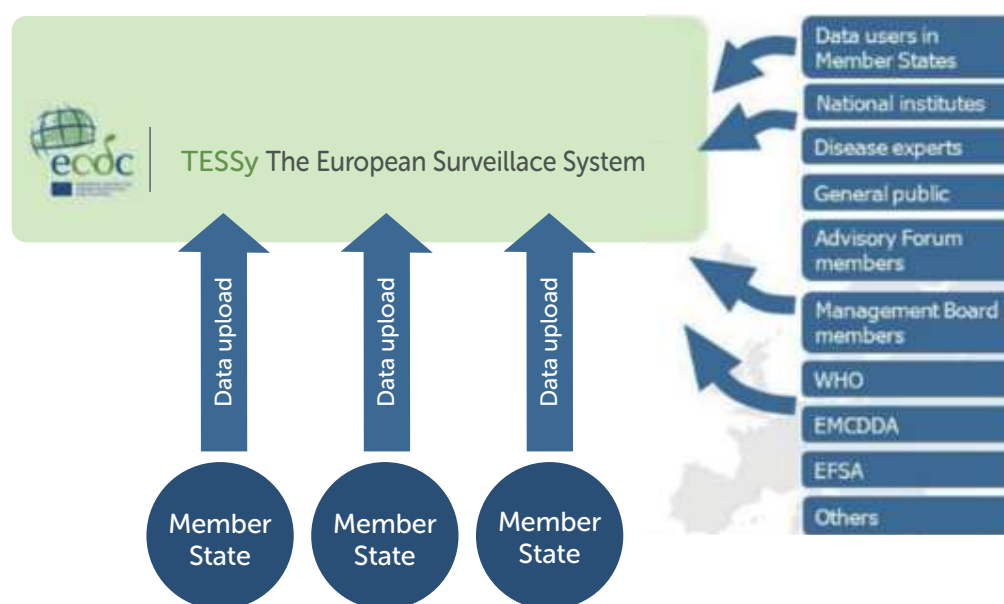 ecdc
TESSy The European Surveillace System
Data upload
Data upload
Data upload
Member
State
Member
State
Member
State
Data users in
Member States
National institutes
Disease experts
General public
Advisory Forum
members
Management Board
members
WHO
EMCDDA
EFSA
Others